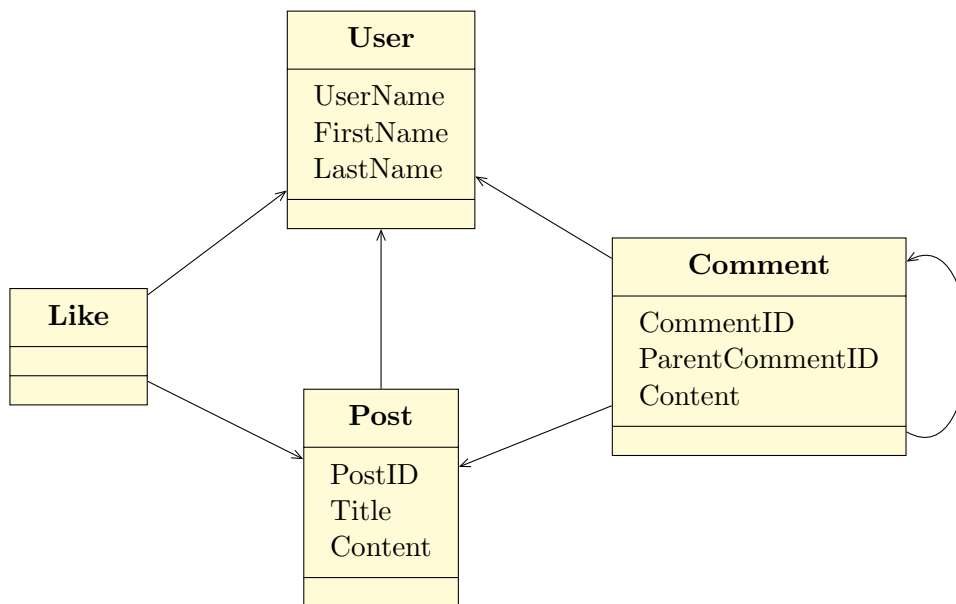 User
UserName
FirstName
LastName
Like
Comment
CommentID
ParentCommentID
Content
Post
PostID
Title
Content